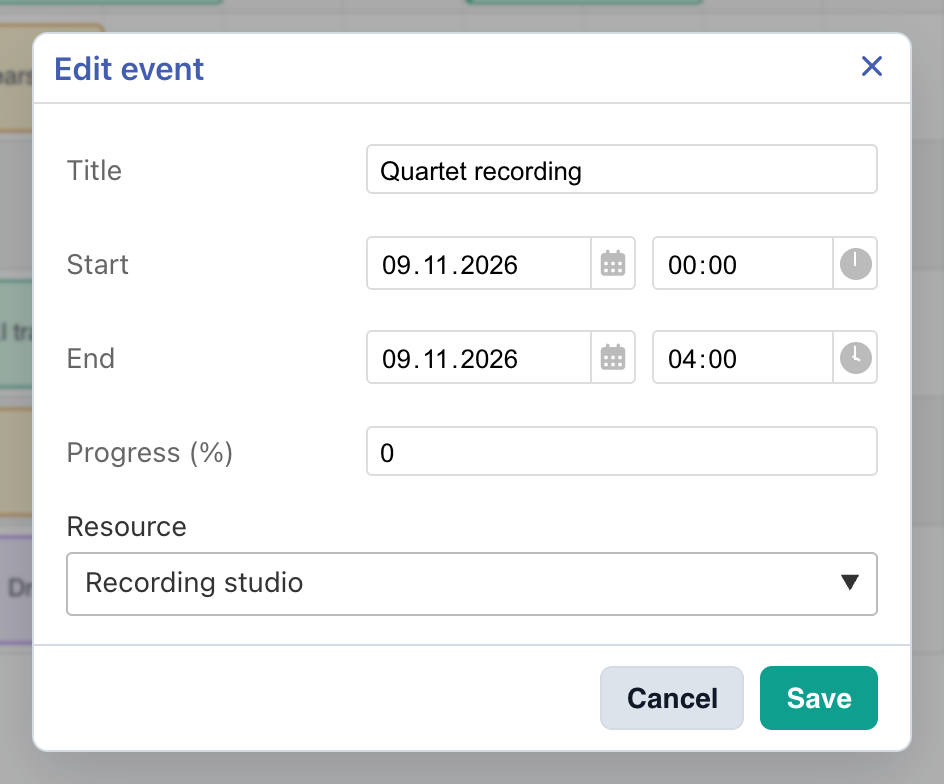 Edit event
Title
Quartet recording
Start
09.11.2026
00:00
End
09.11.2026
04:00
Progress (%)
0
Resource
Recording studio
Cancel
Save